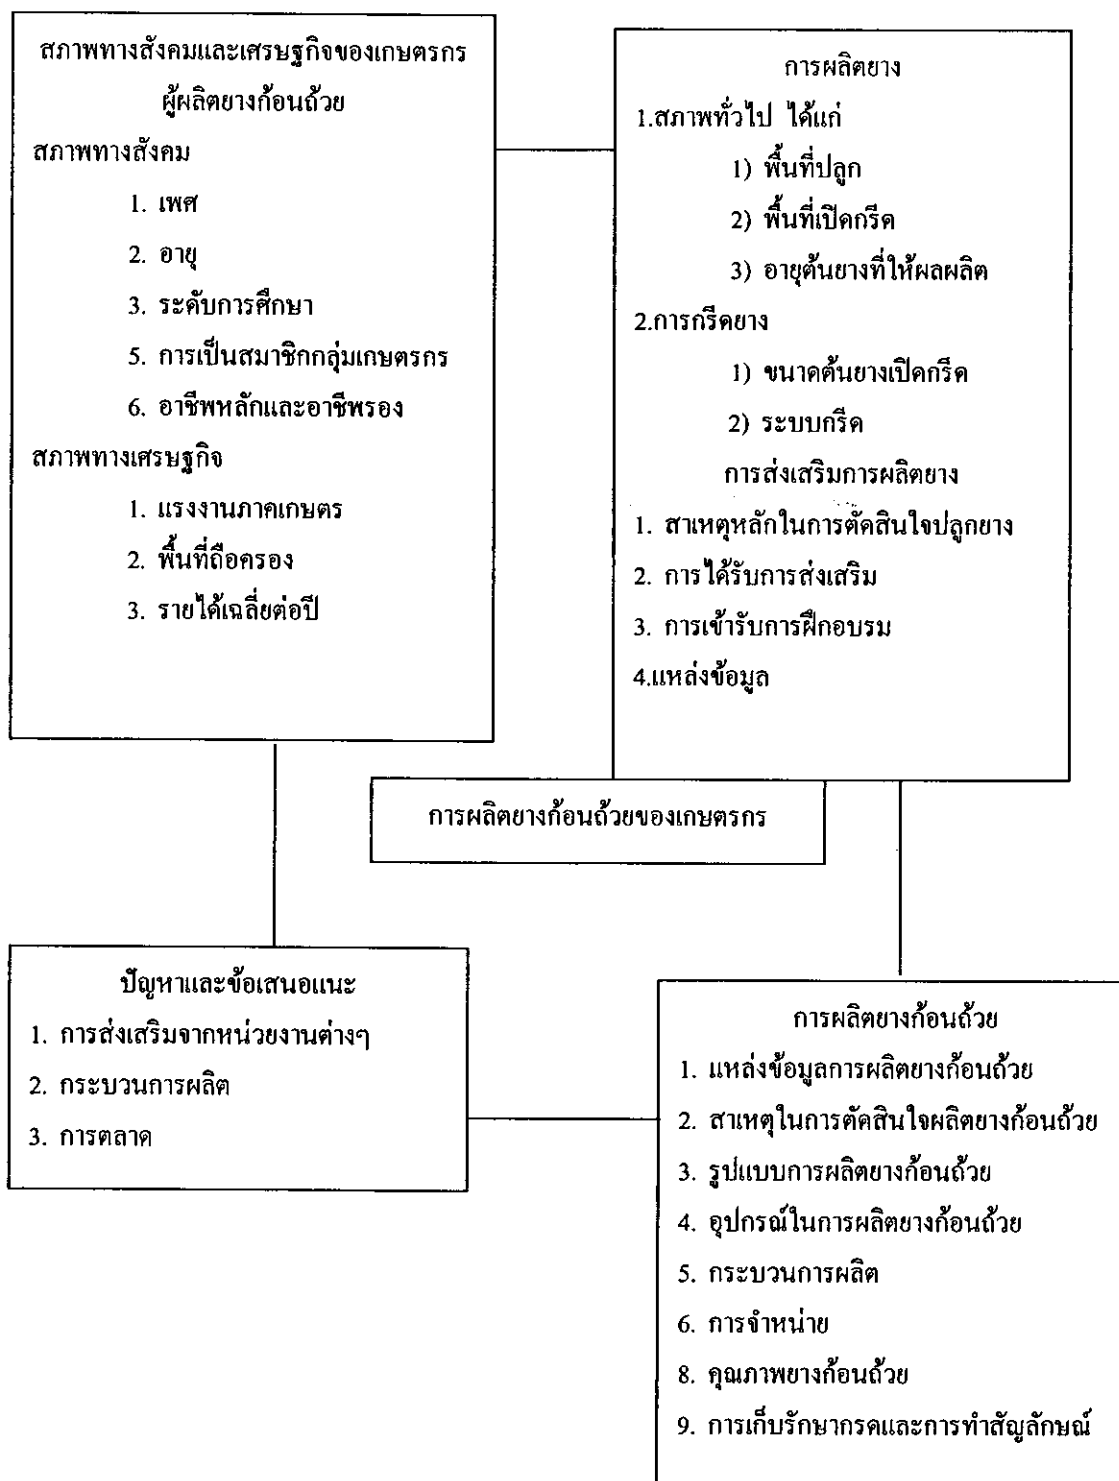 สภาพทางสังคมและเศรษฐกิจของเกษตรกร
ผู้ผลิตยางก้อนถ้วย
สภาพทางสังคม
1. เพศ
2. อายุ
3. ระดับการศึกษา
5. การเป็นสมาชิกกลุ่มเกษตรกร
6. อาชีพหลักและอาชีพรอง
สภาพทางเศรษฐกิจ
1. แรงงานภาคเกษตร
2. พื้นที่ถือครอง
3. รายได้เฉลี่ยต่อปี
การผลิตยาง
1.สภาพทั่วไป ได้แก่
1) พื้นที่ปลูก
2) พื้นที่เปิดกรีด
3) อายุต้นยางที่ให้ผลผลิต
2.การกรีดยาง
1) ขนาดต้นยางเปิดกรีด
2) ระบบกรีด
การส่งเสริมการผลิตยาง
1. สาเหตุหลักในการตัดสินใจปลูกยาง
2. การได้รับการส่งเสริม
3. การเข้ารับการฝึกอบรม
4.แหล่งข้อมูล
การผลิตยางก้อนถ้วยของเกษตรกร
ปัญหาและข้อเสนอแนะ
1. การส่งเสริมจากหน่วยงานต่างๆ
2. กระบวนการผลิต
3. การตลาด
การผลิตยางก้อนถ้วย
1. แหล่งข้อมูลการผลิตยางก้อนถ้วย
2. สาเหตุในการตัดสินใจผลิตยางก้อนถ้วย
3. รูปแบบการผลิตยางก้อนถ้วย
4. อุปกรณ์ในการผลิตยางก้อนถ้วย
5. กระบวนการผลิต
6. การจำหน่าย
8. คุณภาพยางก้อนถ้วย
9. การเก็บรักษากรดและการทำสัญลักษณ์